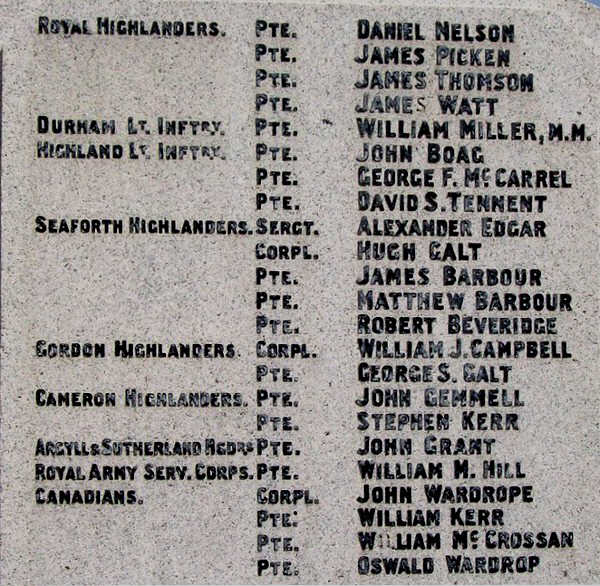 ROYAL HIGHLANDERS. PTE. DANIEL NELSON
PTE. JAMES PICKEN
PTE. JAMES THOMSON
PTE. JAMES WATT
DURHAM LT. INFTRY. PTE. WILLIAM MILLER, M.M.
HIGHLAND LT. INFTRY. PTE. JOHN BOAG
PTE. GEORGE F. MCCARREL
PTE. DAVID S. TENNENT
SEAFORTH HIGHLANDERS. SERGT. ALEXANDER EDGAR
CORPL. HUGH GALT
PTE. JAMES BARBOUR
PTE. MATTHEW BARBOUR
PTE. ROBERT BEVERIDGE
GORDON HIGHLANDERS. CORPL. WILLIAM J. CAMPBELL
PTE. GEORGE S. GALT
CAMERON HIGHLANDERS. PTE. JOHN GEMMELL
PTE. STEPHEN KERR
ARGYLL & SUTHERLAND HGDRS PTE. JOHN GRANT
ROYAL ARMY SERV. CORPS. PTE. WILLIAM M. HILL
CANADIANS. CORPL. JOHN WARDROPE
PTE. WILLIAM KERR
PTE. WILLIAM MCCROSSAN
PTE. OSWALD WARDROP